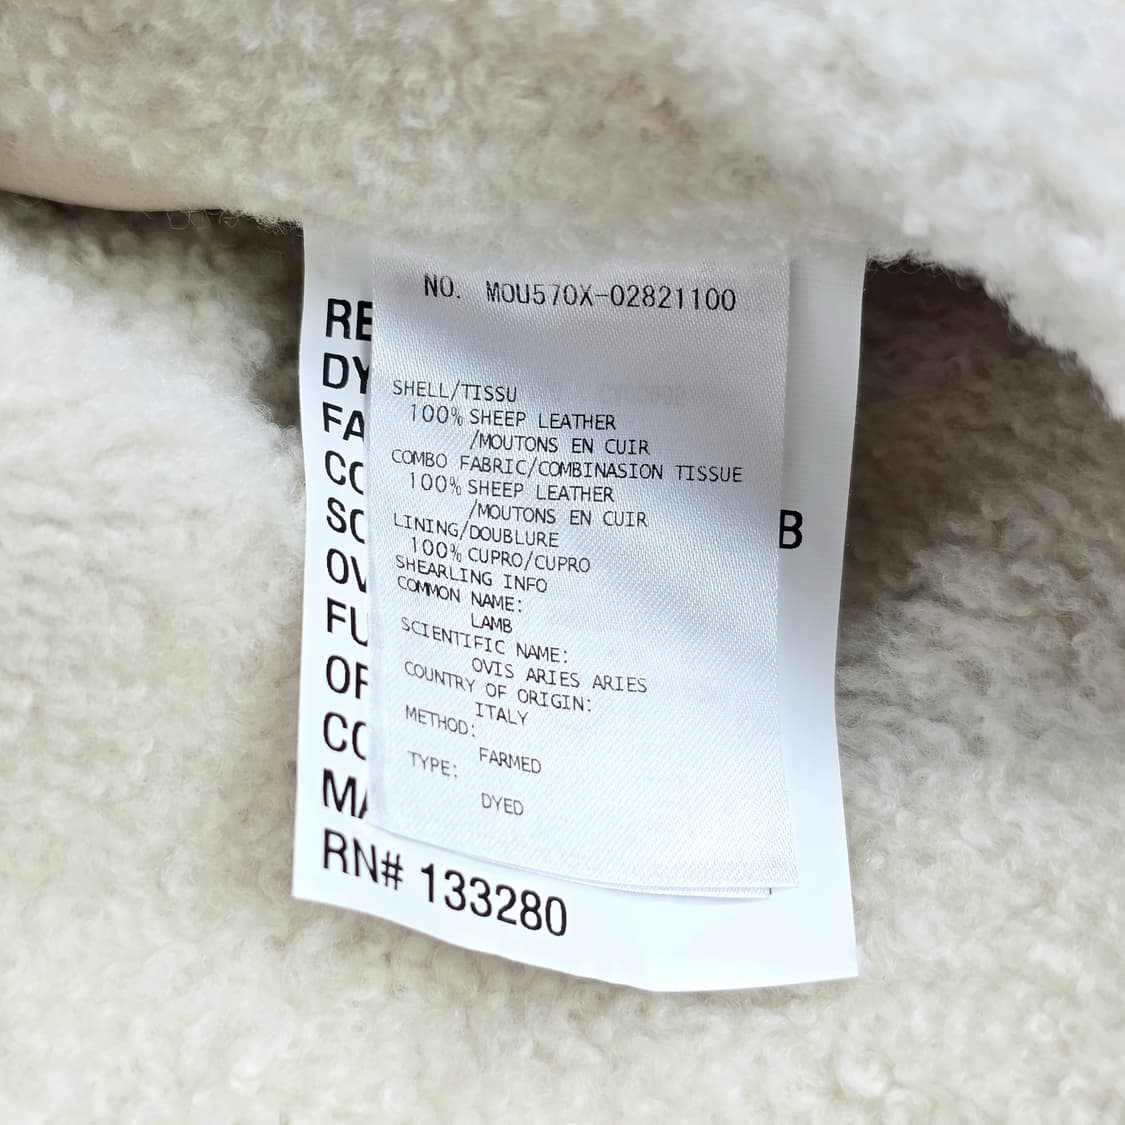 NO. MOU570X-02821100
SHELL/TISSU
100% SHEEP LEATHER
/MOUTONS EN CUIR
COMBO FABRIC/COMBINASION TISSUE
100% SHEEP LEATHER
/MOUTONS EN CUIR
LINING/DOUBLURE
100% CUPRO/CUPRO
SHEARLING INFO
COMMON NAME:
LAMB
SCIENTIFIC NAME:
OVIS ARIES ARIES
COUNTRY OF ORIGIN:
ITALY
METHOD:
FARMED
TYPE:
DYED
RE
DY
FA
CO
SC
OV
FU
OF
CO
MA
B
RN# 133280